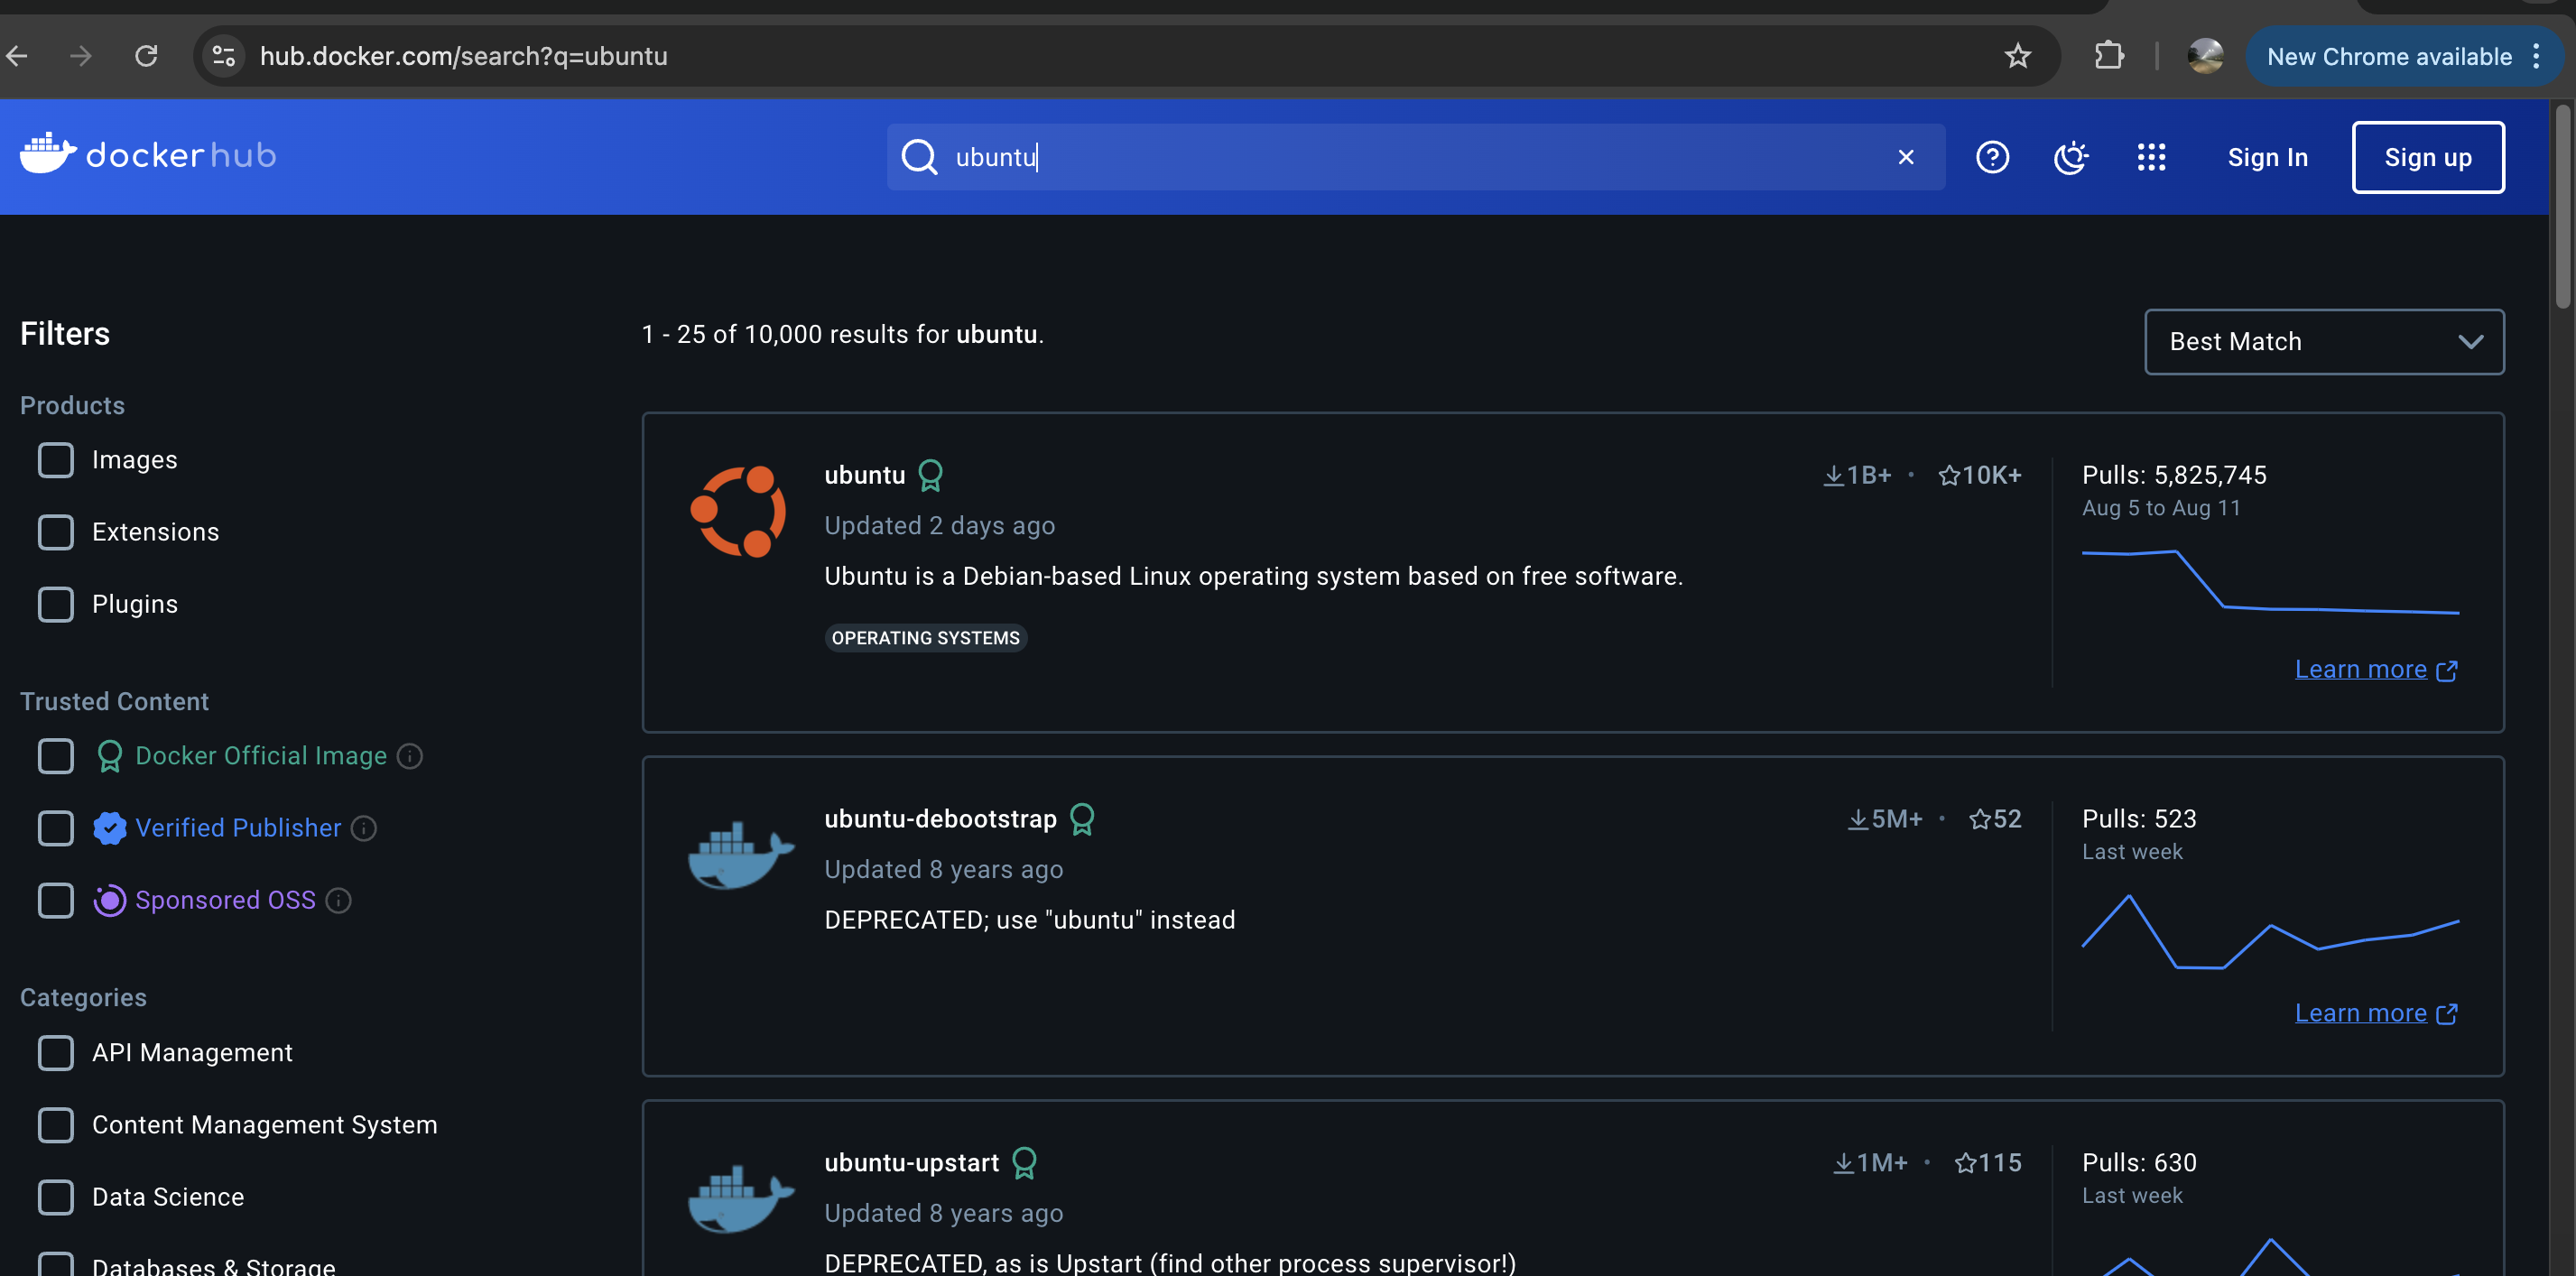 hub.docker.com/search?q=ubuntu
New Chrome available
docker hub
ubuntu
Sign In
Sign up
Filters
Products
Images
Extensions
Plugins
Trusted Content
Docker Official Image
Verified Publisher
Sponsored OSS
Categories
API Management
Content Management System
Data Science
Databases & Storage
1 - 25 of 10,000 results for ubuntu.
Best Match
ubuntu
1B+ • 10K+
Updated 2 days ago
Ubuntu is a Debian-based Linux operating system based on free software.
OPERATING SYSTEMS
Pulls: 5,825,745
Aug 5 to Aug 11
Learn more
ubuntu-debootstrap
5M+ • 52
Updated 8 years ago
DEPRECATED; use "ubuntu" instead
Pulls: 523
Last week
Learn more
ubuntu-upstart
1M+ • 115
Updated 8 years ago
DEPRECATED, as is Upstart (find other process supervisor!)
Pulls: 630
Last week